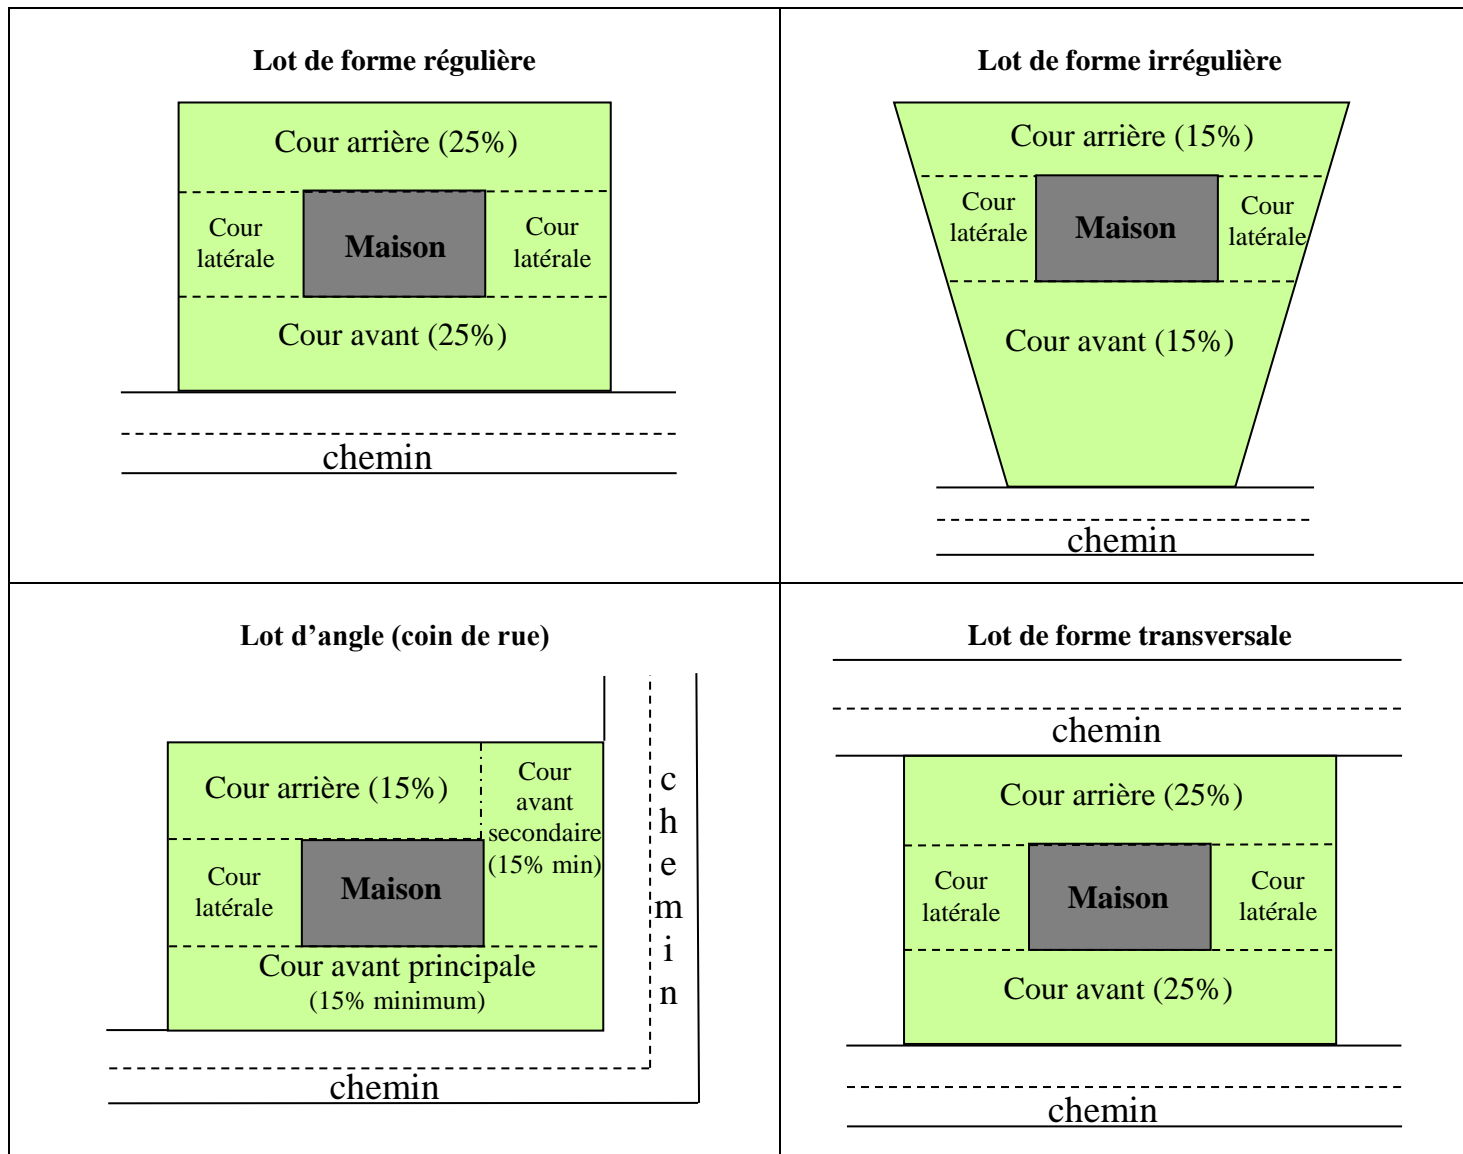 Lot de forme régulière
Cour arrière (25%)
Cour
latérale
Maison
Cour
latérale
Cour avant (25%)
chemin
Lot de forme irrégulière
Cour arrière (15%)
Cour
latérale
Maison
Cour
latérale
Cour avant (15%)
chemin
Lot d’angle (coin de rue)
Cour arrière (15%)
Cour
avant
secondaire
(15% min)
Cour
latérale
Maison
Cour avant principale
(15% minimum)
chemin
chemin
Lot de forme transversale
chemin
Cour arrière (25%)
Cour
latérale
Maison
Cour
latérale
Cour avant (25%)
chemin